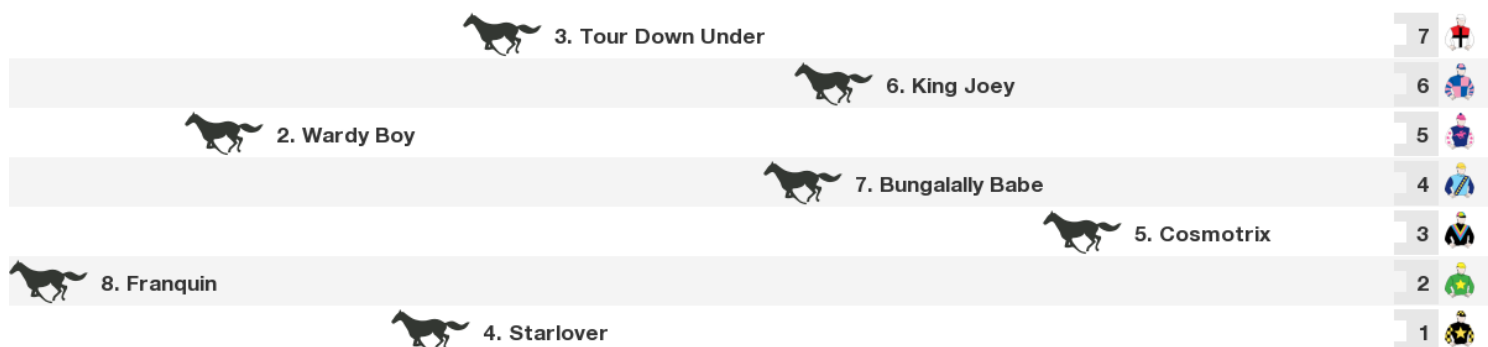 3. Tour Down Under 7
6. King Joey 6
2. Wardy Boy 5
7. Bungalally Babe 4
5. Cosmotrix 3
8. Franquin 2
4. Starlover 1